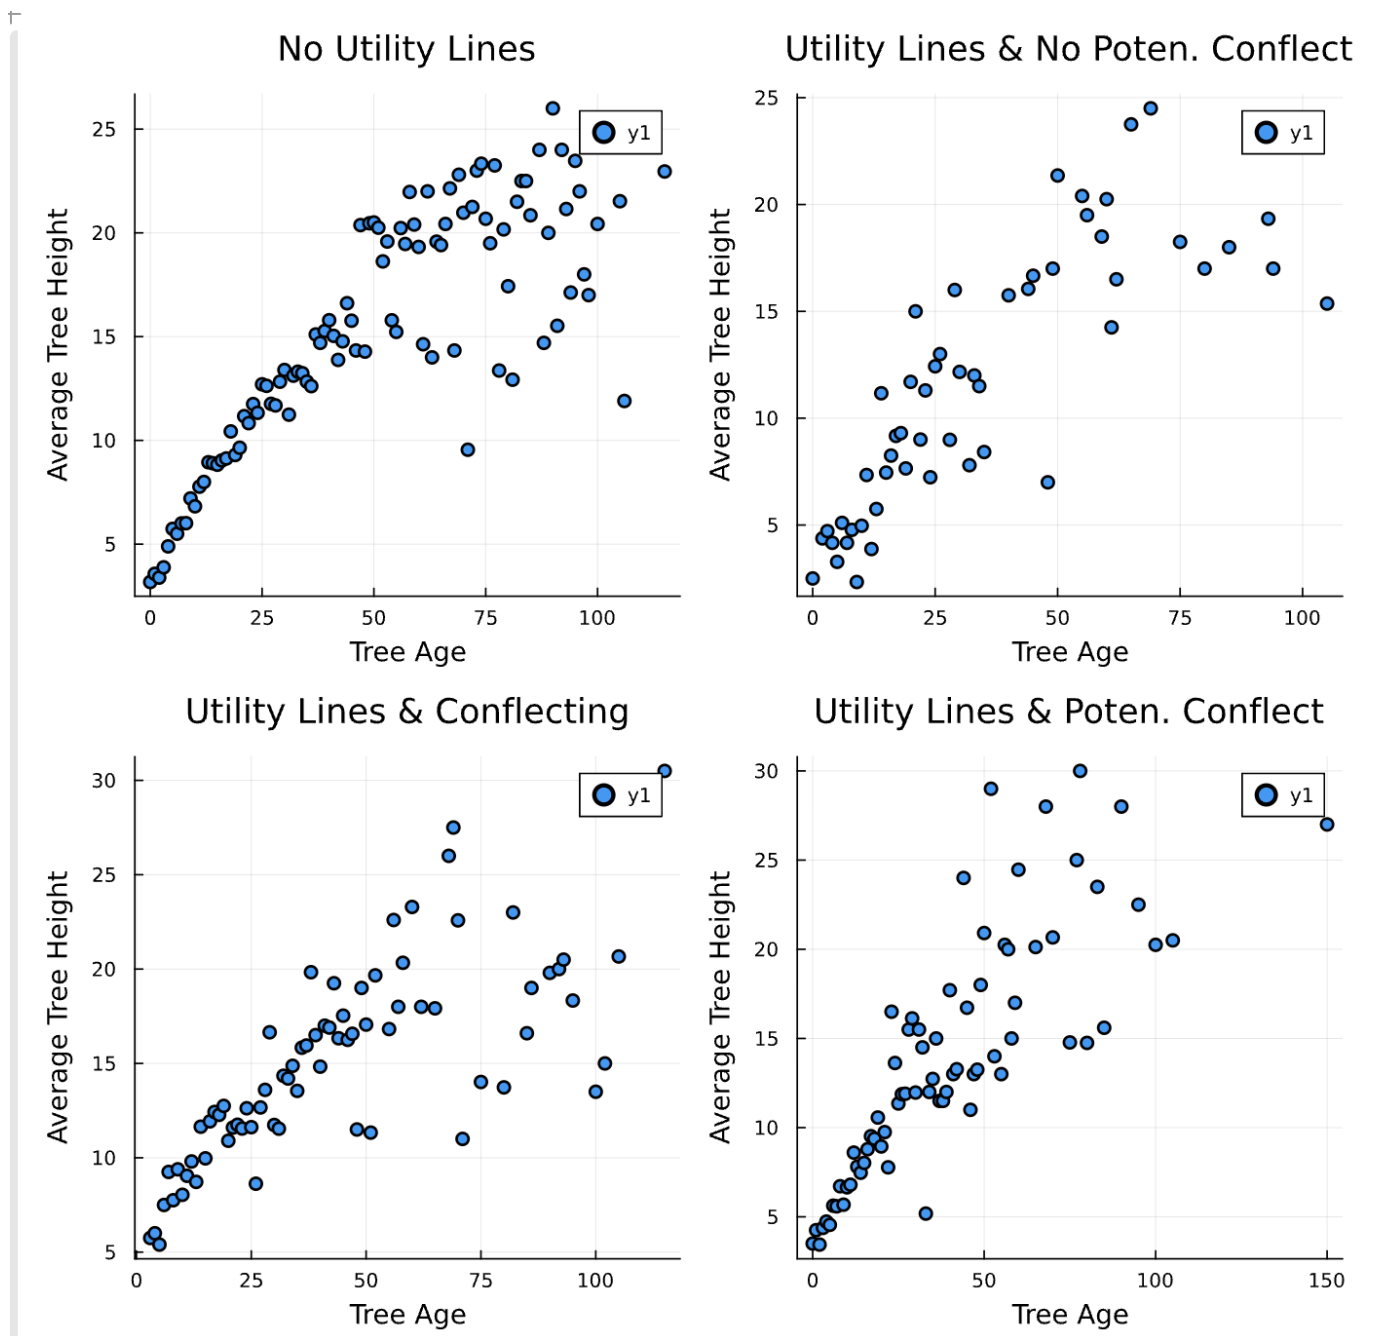 No Utility Lines
Average Tree Height
25
20
15
10
5
0 25 50 75 100
Tree Age
y1
Utility Lines & No Poten. Conflect
Average Tree Height
25
20
15
10
5
0 25 50 75 100
Tree Age
y1
Utility Lines & Conflecting
Average Tree Height
30
25
20
15
10
5
0 25 50 75 100
Tree Age
y1
Utility Lines & Poten. Conflect
Average Tree Height
30
25
20
15
10
5
0 50 100 150
Tree Age
y1